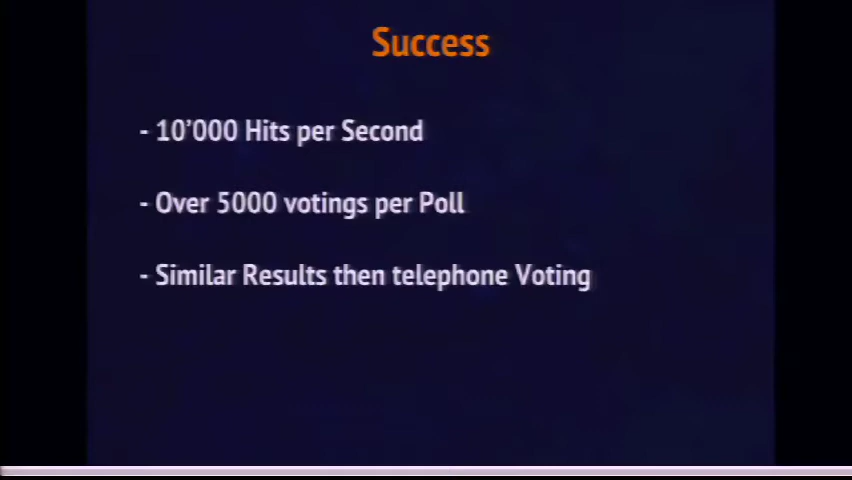 Success
- 10'000 Hits per Second
- Over 5000 votings per Poll
- Similar Results then telephone Voting